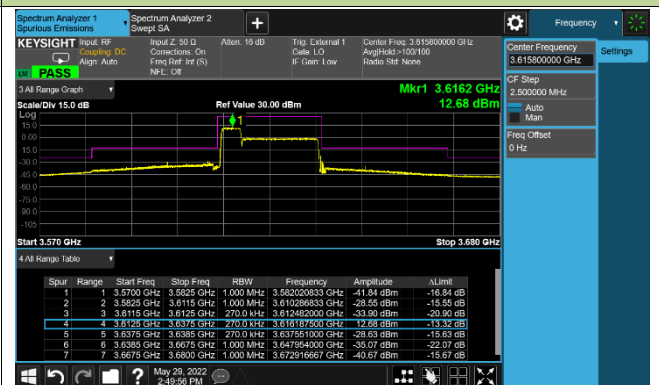 Spectrum Analyzer 1
Spurious Emissions
Spectrum Analyzer 2
Swept SA
+
Frequency
KEYSIGHT
Input: RF
Coupling: DC
Align: Auto
Input Z: 50 Ω
Corrections: On
Freq Ref: Int (S)
NFE: Off
Atten: 16 dB
Trig: External 1
Gate: LO
IF Gain: Low
Center Freq: 3.615800000 GHz
Avg|Hold:>100/100
Radio Std: None
LXI PASS
Center Frequency
3.615800000 GHz
Settings
CF Step
2.500000 MHz
Auto
Man
Freq Offset
0 Hz
3 All Range Graph
Mkr1 3.6162 GHz
12.68 dBm
Scale/Div 15.0 dB
Ref Value 30.00 dBm
Log
15.0
0.00
-15.0
-30.0
-45.0
-60.0
-75.0
-90.0
-105
1
Start 3.570 GHz
Stop 3.680 GHz
4 All Range Table
Spur Range Start Freq Stop Freq RBW Frequency Amplitude ΔLimit
1 1 3.5700 GHz 3.5825 GHz 1.000 MHz 3.582020833 GHz -41.84 dBm -16.84 dB
2 2 3.5825 GHz 3.6115 GHz 1.000 MHz 3.610286833 GHz -28.55 dBm -15.55 dB
3 3 3.6115 GHz 3.6125 GHz 270.0 kHz 3.612482000 GHz -33.90 dBm -20.90 dB
4 4 3.6125 GHz 3.6375 GHz 270.0 kHz 3.616187500 GHz 12.68 dBm -13.32 dB
5 5 3.6375 GHz 3.6385 GHz 270.0 kHz 3.637551000 GHz -28.63 dBm -15.63 dB
6 6 3.6385 GHz 3.6675 GHz 1.000 MHz 3.647954000 GHz -35.07 dBm -22.07 dB
7 7 3.6675 GHz 3.6800 GHz 1.000 MHz 3.672916667 GHz -40.67 dBm -15.67 dB
?
May 29, 2022
2:49:56 PM